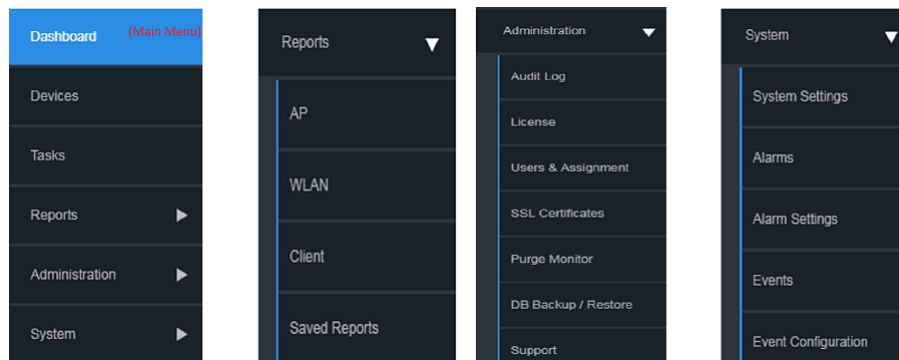 Dashboard (Main Menu)
Devices
Tasks
Reports
Administration
System
Reports
AP
WLAN
Client
Saved Reports
Administration
Audit Log
License
Users & Assignment
SSL Certificates
Purge Monitor
DB Backup / Restore
Support
System
System Settings
Alarms
Alarm Settings
Events
Event Configuration